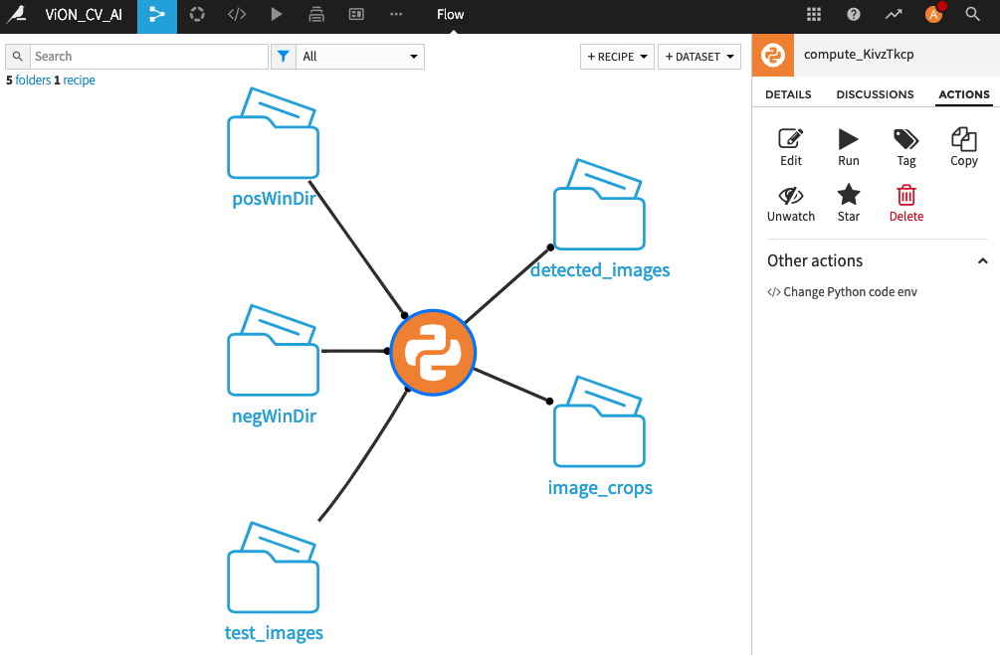 ViON_CV_AI
Flow
A
Search
All
+ RECIPE
+ DATASET
5 folders 1 recipe
compute_KivzTkcp
DETAILS
DISCUSSIONS
ACTIONS
Edit
Run
Tag
Copy
Unwatch
Star
Delete
Other actions
</> Change Python code env
posWinDir
detected_images
negWinDir
image_crops
test_images